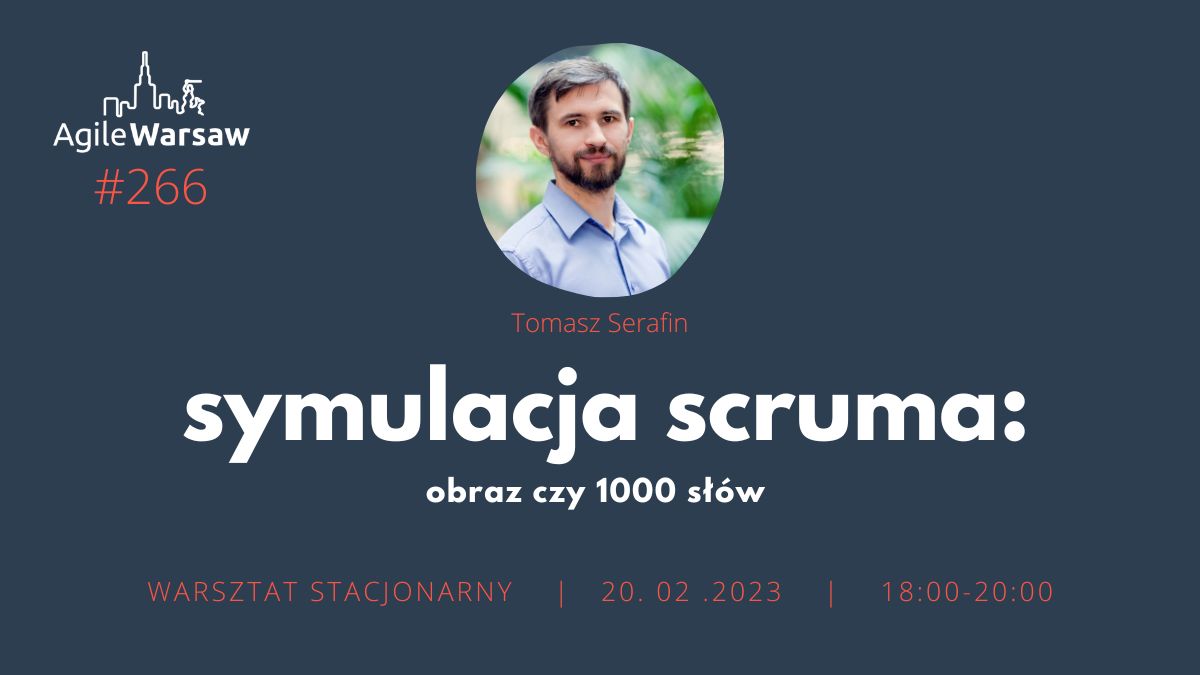 AgileWarsaw
#266
Tomasz Serafin
symulacja scruma:
obraz czy 1000 słów
WARSZTAT STACJONARNY | 20. 02 .2023 | 18:00-20:00